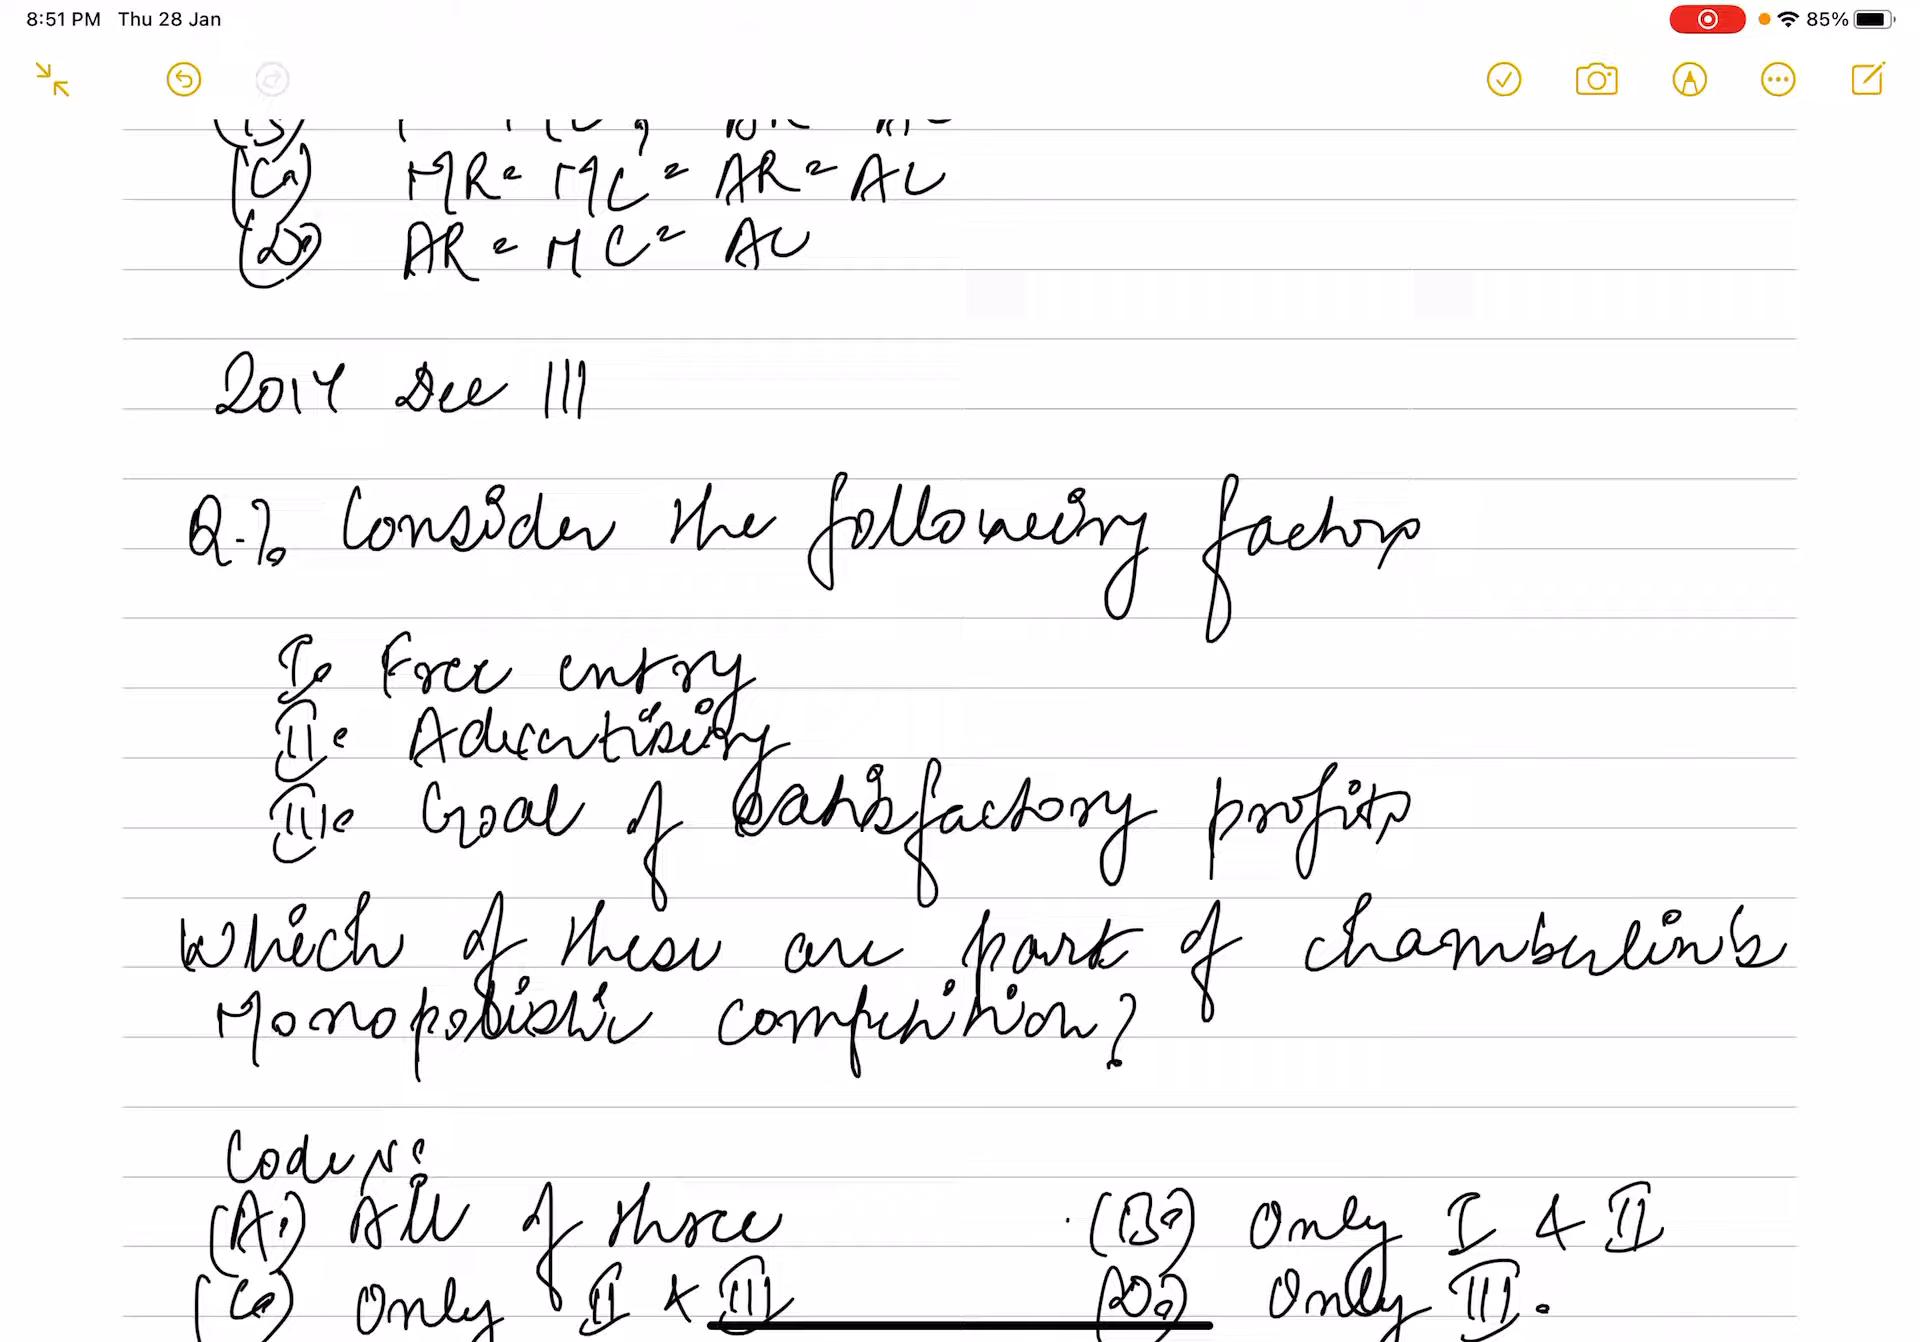 8:51 PM Thu 28 Jan 85%
(C.) MR = MC = AR = AC
(D.) AR = MC = AC
2014 Dec III
Q.7. Consider the following factors
I. Free entry
II. Advertising
III. Goal of satisfactory profits
Which of these are part of Chamberlin's
Monopolistic competition?
Codes:
(A.) All of three (B.) Only I & II
(C.) Only II & III (D.) Only III.